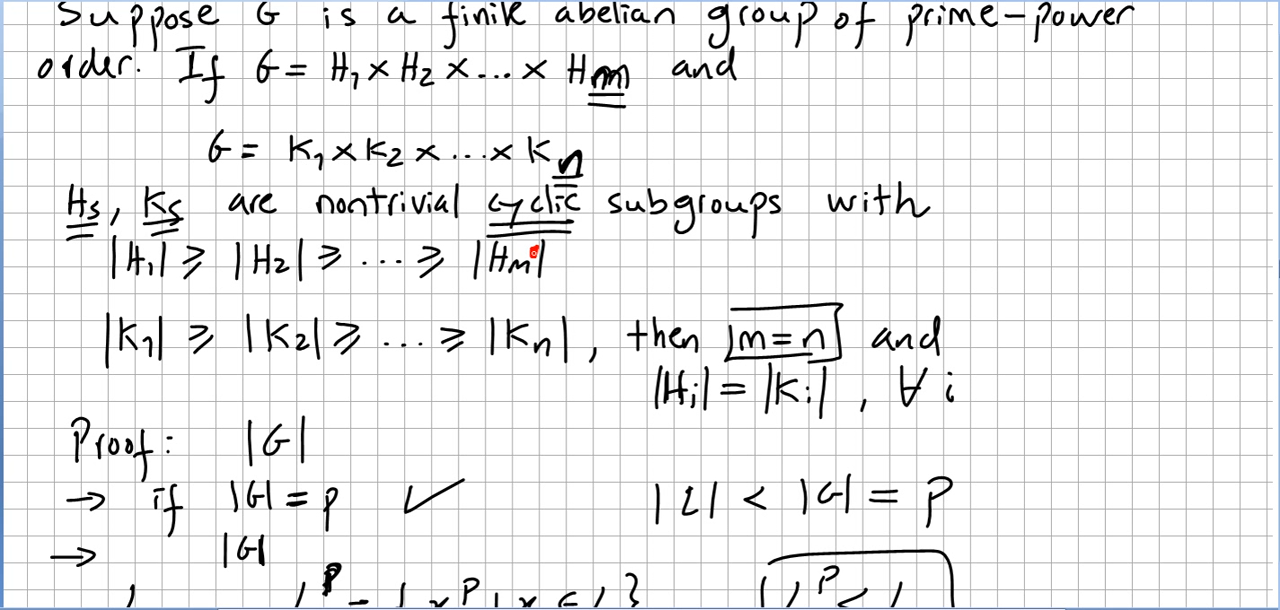 Suppose G is a finite abelian group of prime-power
order. If G = H₁ × H₂ × ... × Hm and
G = K₁ × K₂ × ... × Kn
Hs, Ks are nontrivial cyclic subgroups with
|H₁| ≥ |H₂| ≥ ... ≥ |Hm|
|K₁| ≥ |K₂| ≥ ... ≥ |Kn|, then m = n and
|Hi| = |Ki|, ∀ i
Proof: |G|
→ if |G| = p ✓ |L| < |G| = p
→ |G|